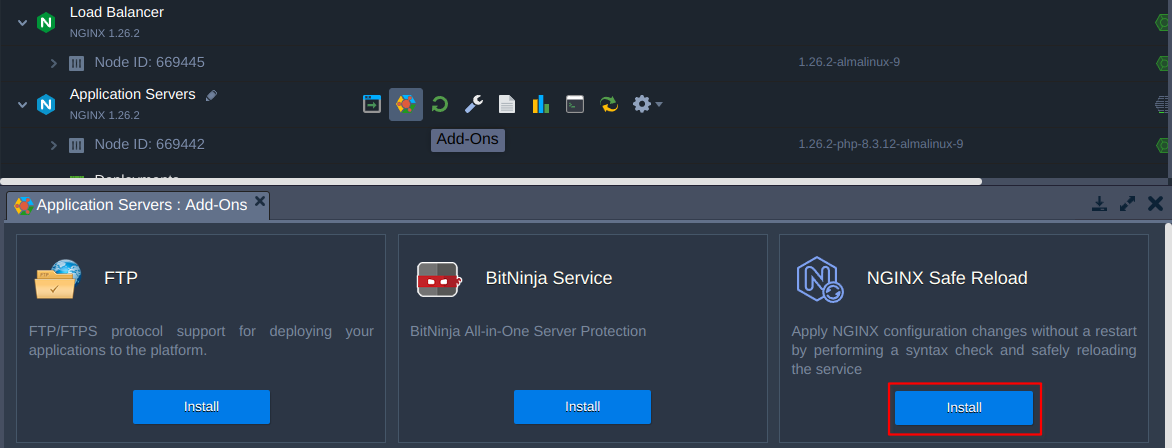 Load Balancer
NGINX 1.26.2
Node ID: 669445
1.26.2-almalinux-9
Application Servers
NGINX 1.26.2
Add-Ons
Node ID: 669442
1.26.2-php-8.3.12-almalinux-9
Deployments
Application Servers : Add-Ons
FTP
FTP/FTPS protocol support for deploying your
applications to the platform.
Install
BitNinja Service
BitNinja All-in-One Server Protection
Install
NGINX Safe Reload
Apply NGINX configuration changes without a restart
by performing a syntax check and safely reloading
the service
Install